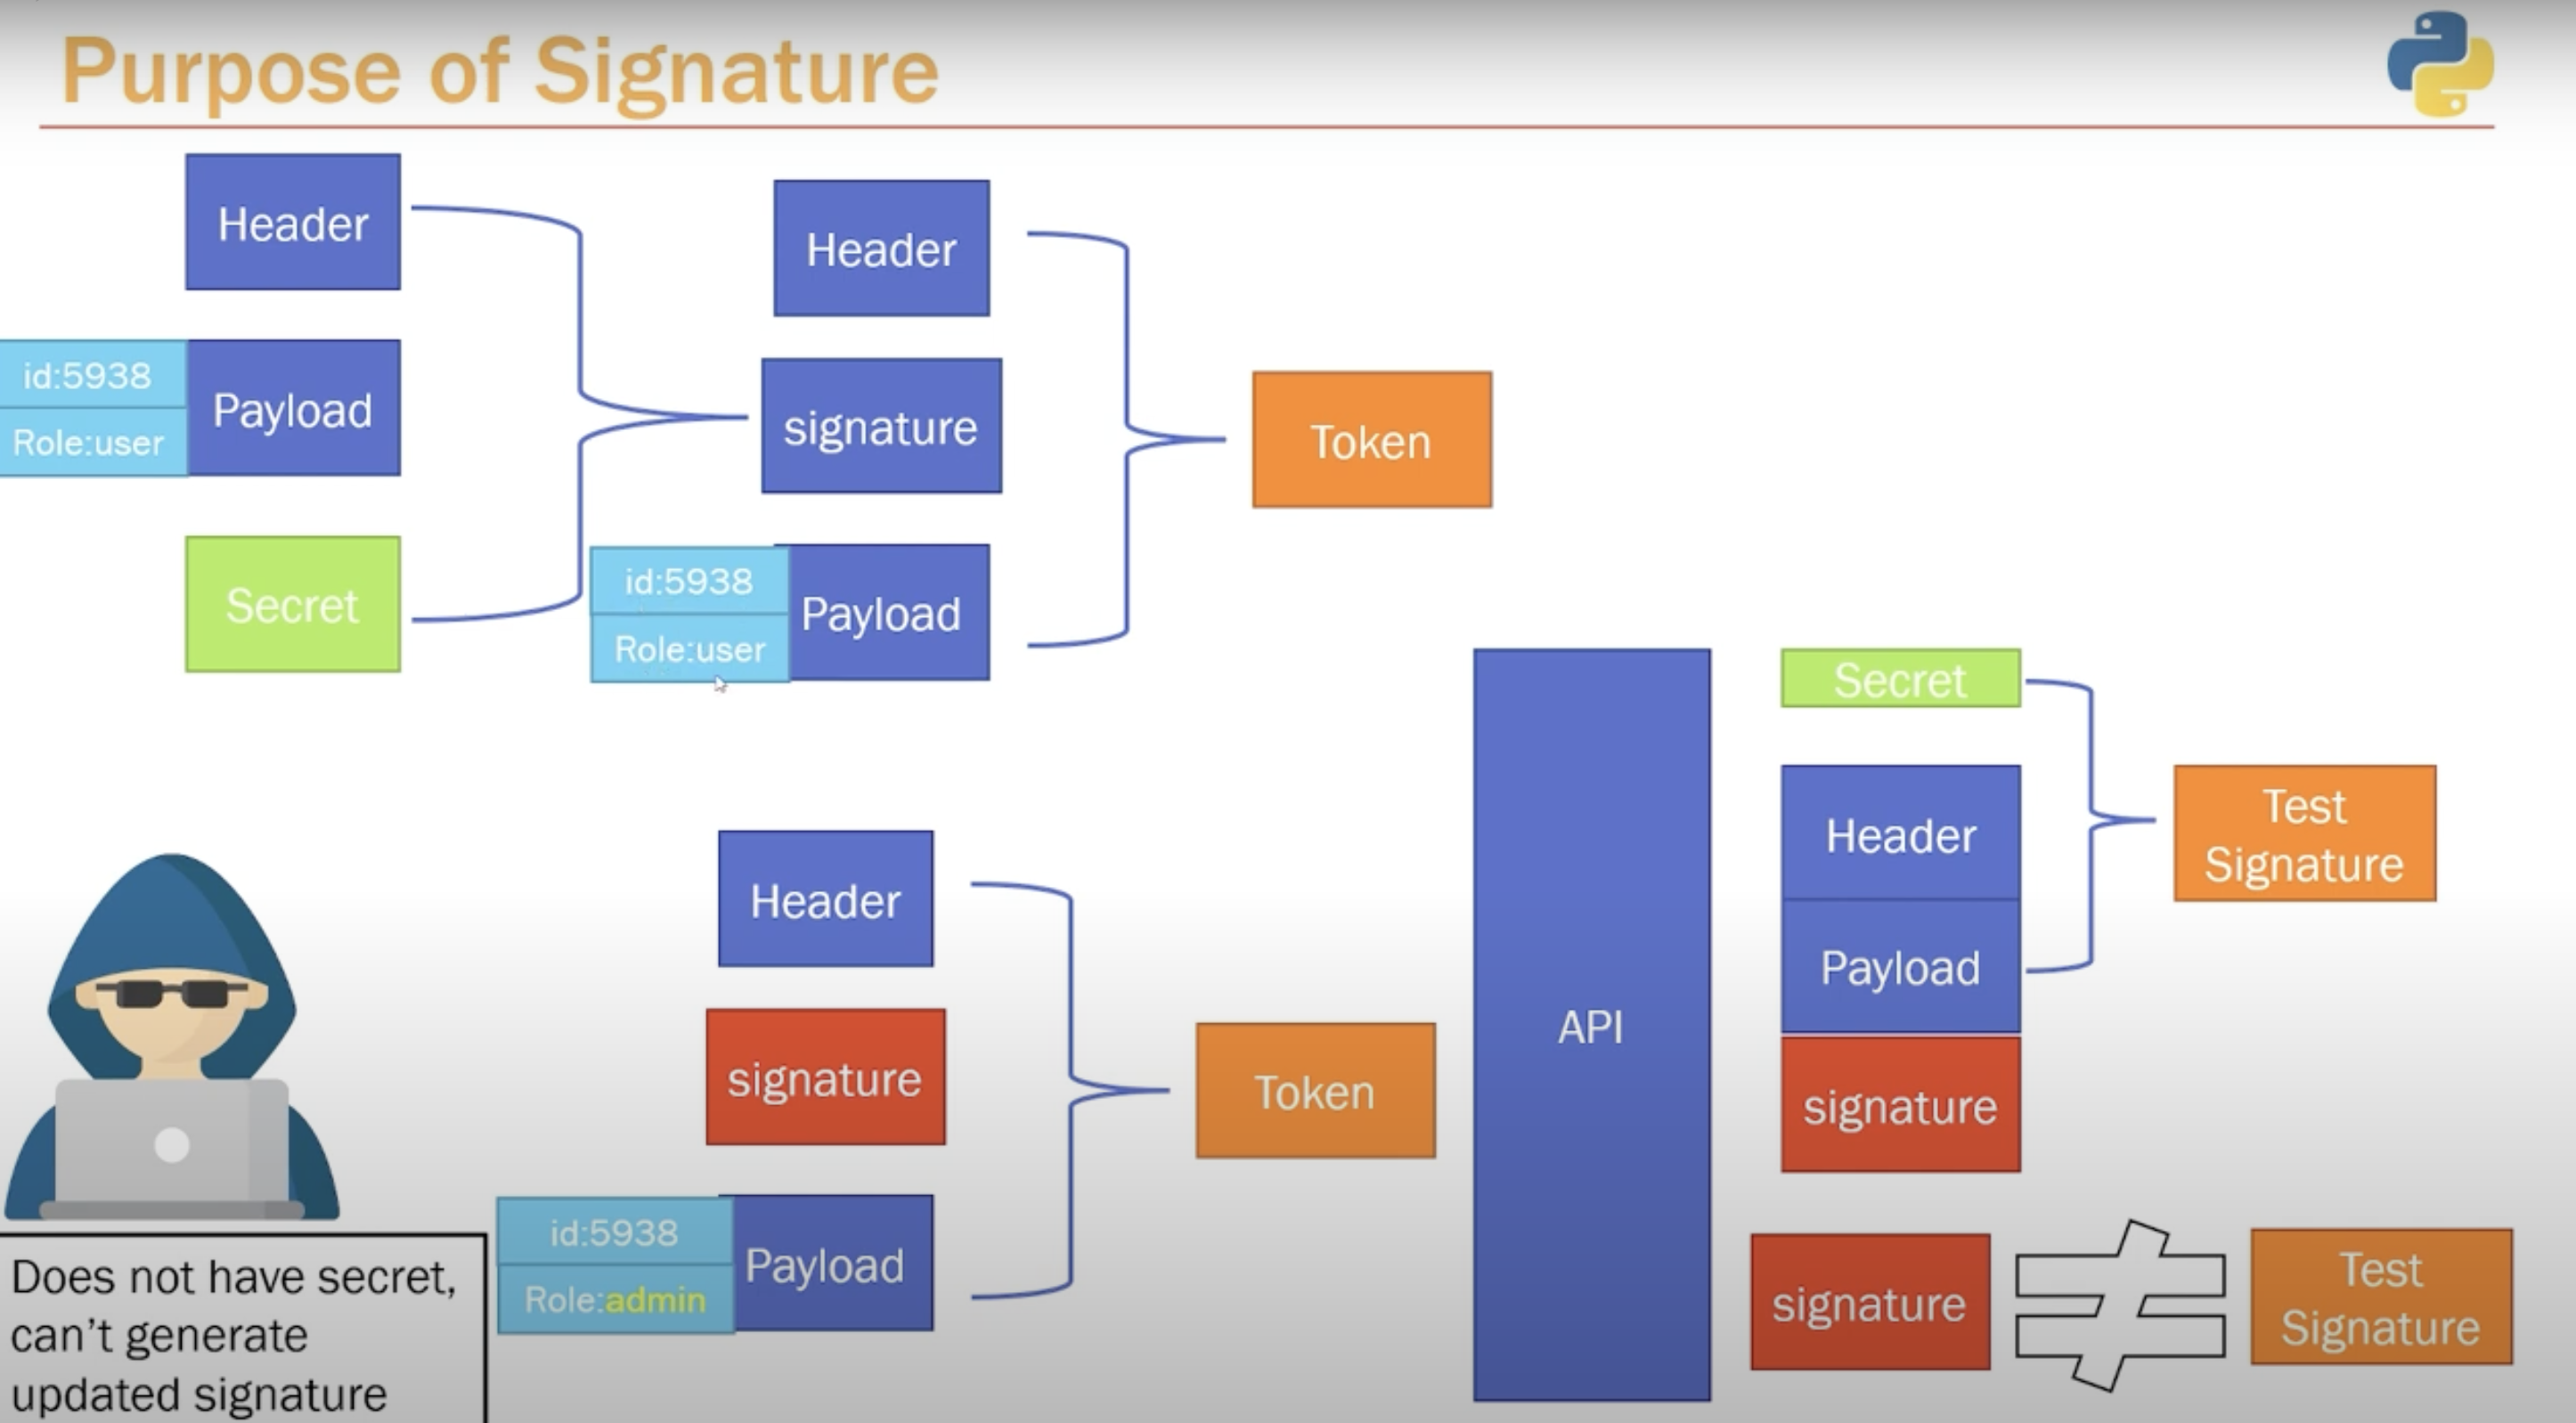 Purpose of Signature
Header
id:5938
Role:user
Payload
Secret
Header
signature
id:5938
Role:user
Payload
Token
Does not have secret,
can't generate
updated signature
Header
signature
id:5938
Role:admin
Payload
Token
API
Secret
Header
Payload
signature
Test
Signature
signature
Test
Signature